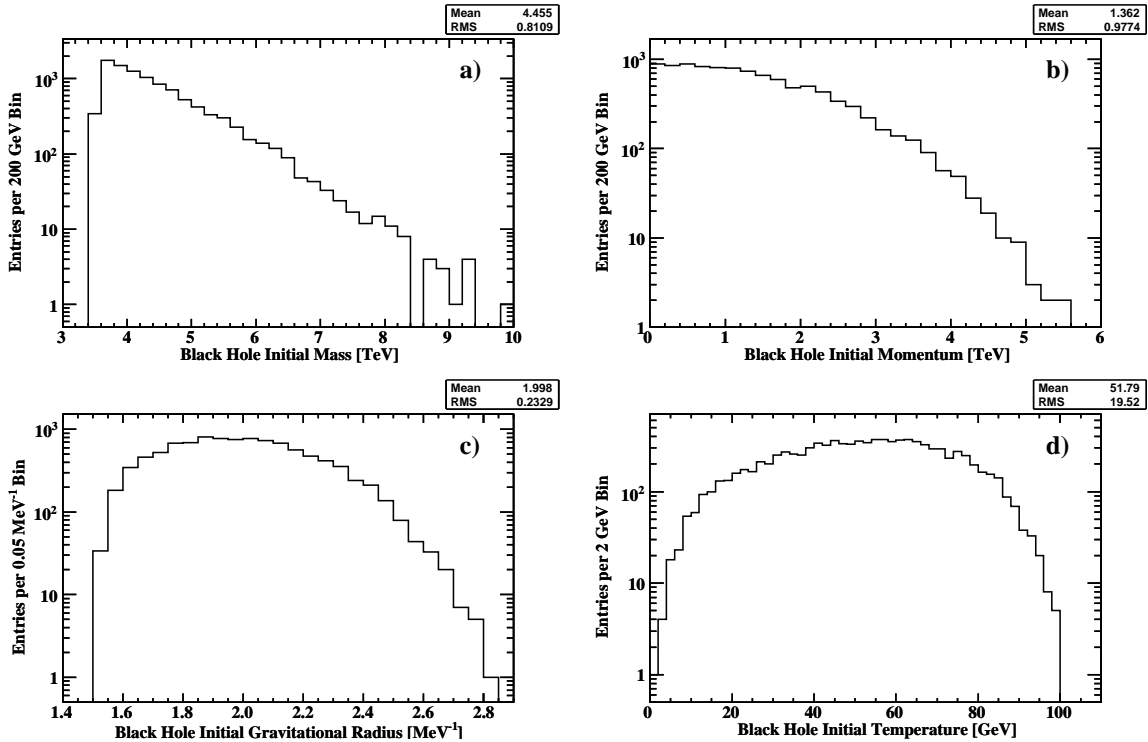 Mean 4.455
RMS 0.8109
a)
Entries per 200 GeV Bin
10³
10²
10
1
3 4 5 6 7 8 9 10
Black Hole Initial Mass [TeV]
Mean 1.362
RMS 0.9774
b)
Entries per 200 GeV Bin
10³
10²
10
1
0 1 2 3 4 5 6
Black Hole Initial Momentum [TeV]
Mean 1.998
RMS 0.2329
c)
Entries per 0.05 MeV⁻¹ Bin
10³
10²
10
1
1.4 1.6 1.8 2.0 2.2 2.4 2.6 2.8
Black Hole Initial Gravitational Radius [MeV⁻¹]
Mean 51.79
RMS 19.52
d)
Entries per 2 GeV Bin
10²
10
1
0 20 40 60 80 100
Black Hole Initial Temperature [GeV]